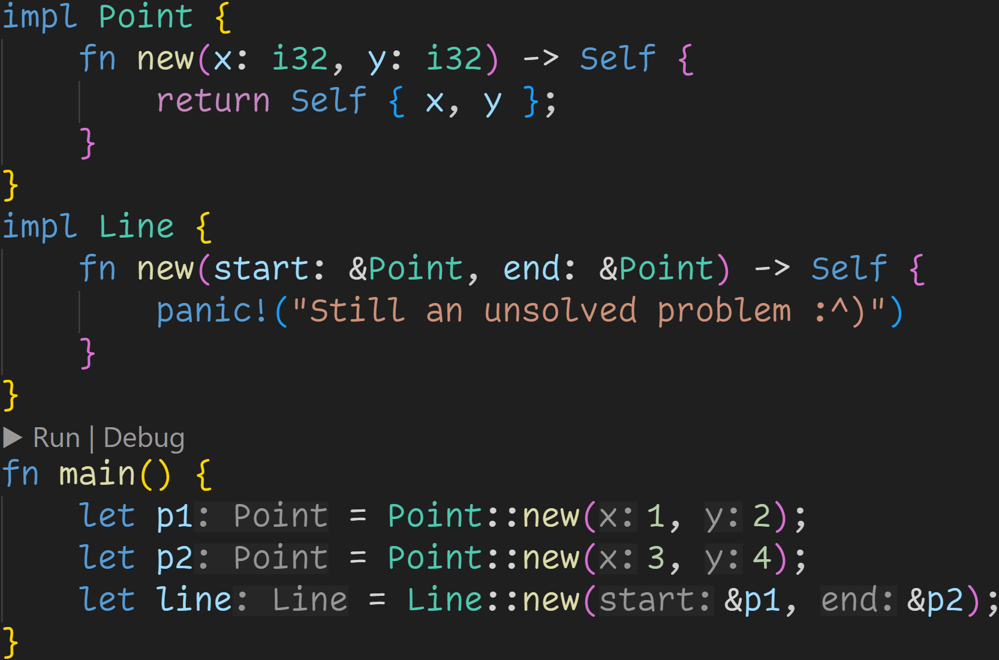 impl Point {
    fn new(x: i32, y: i32) -> Self {
        return Self { x, y };
    }
}
impl Line {
    fn new(start: &Point, end: &Point) -> Self {
        panic!("Still an unsolved problem :^)")
    }
}
▶ Run | Debug
fn main() {
    let p1: Point = Point::new(x: 1, y: 2);
    let p2: Point = Point::new(x: 3, y: 4);
    let line: Line = Line::new(start: &p1, end: &p2);
}